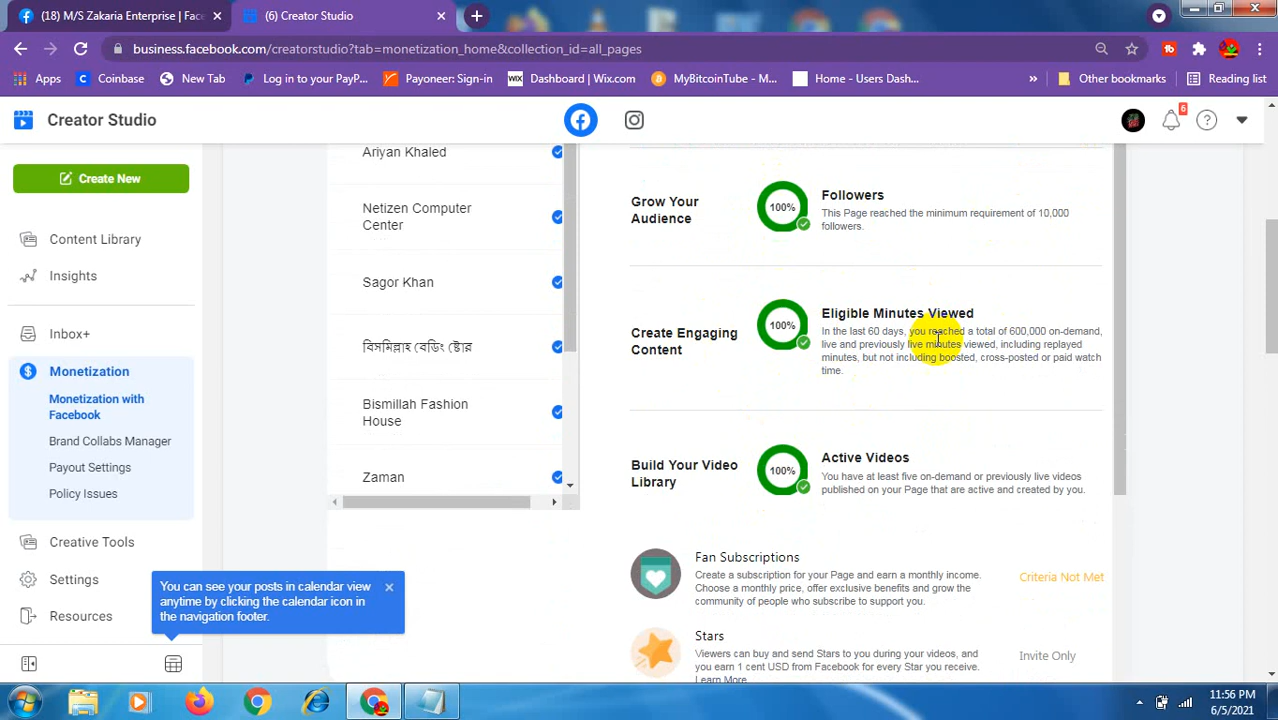 (18) M/S Zakaria Enterprise | Face
(6) Creator Studio
business.facebook.com/creatorstudio?tab=monetization_home&collection_id=all_pages
Apps
Coinbase
New Tab
Log in to your PayP...
Payoneer: Sign-in
Dashboard | Wix.com
MyBitcoinTube - M...
Home - Users Dash...
»
Other bookmarks
Reading list
Creator Studio
6
Create New
Content Library
Insights
Inbox+
Monetization
Monetization with
Facebook
Brand Collabs Manager
Payout Settings
Policy Issues
Creative Tools
Settings
Resources
You can see your posts in calendar view
anytime by clicking the calendar icon in
the navigation footer.
Ariyan Khaled
Netizen Computer
Center
Sagor Khan
বিসমিল্লাহ বেডিং ষ্টোর
Bismillah Fashion
House
Zaman
Grow Your
Audience
100%
Followers
This Page reached the minimum requirement of 10,000
followers.
Create Engaging
Content
100%
Eligible Minutes Viewed
In the last 60 days, you reached a total of 600,000 on-demand,
live and previously live minutes viewed, including replayed
minutes, but not including boosted, cross-posted or paid watch
time.
Build Your Video
Library
100%
Active Videos
You have at least five on-demand or previously live videos
published on your Page that are active and created by you.
Fan Subscriptions
Create a subscription for your Page and earn a monthly income.
Choose a monthly price, offer exclusive benefits and grow the
community of people who subscribe to support you.
Criteria Not Met
Stars
Viewers can buy and send Stars to you during your videos, and
you earn 1 cent USD from Facebook for every Star you receive.
Learn More
Invite Only
11:56 PM
6/5/2021